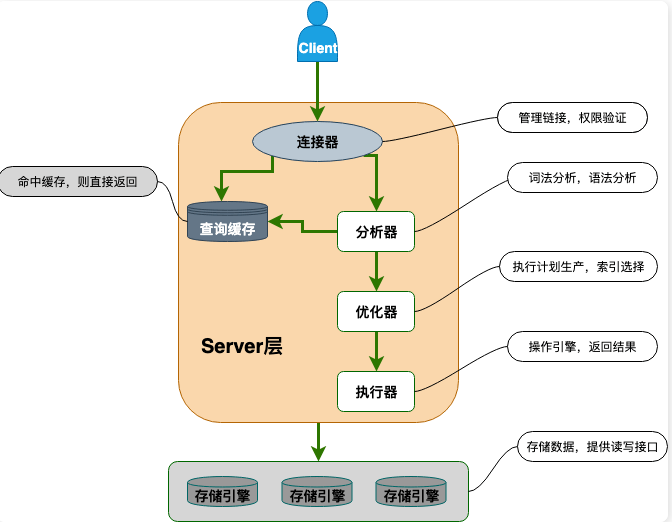 Client
连接器
管理链接，权限验证
命中缓存，则直接返回
词法分析，语法分析
查询缓存
分析器
执行计划生产，索引选择
优化器
Server层
操作引擎，返回结果
执行器
存储数据，提供读写接口
存储引擎
存储引擎
存储引擎